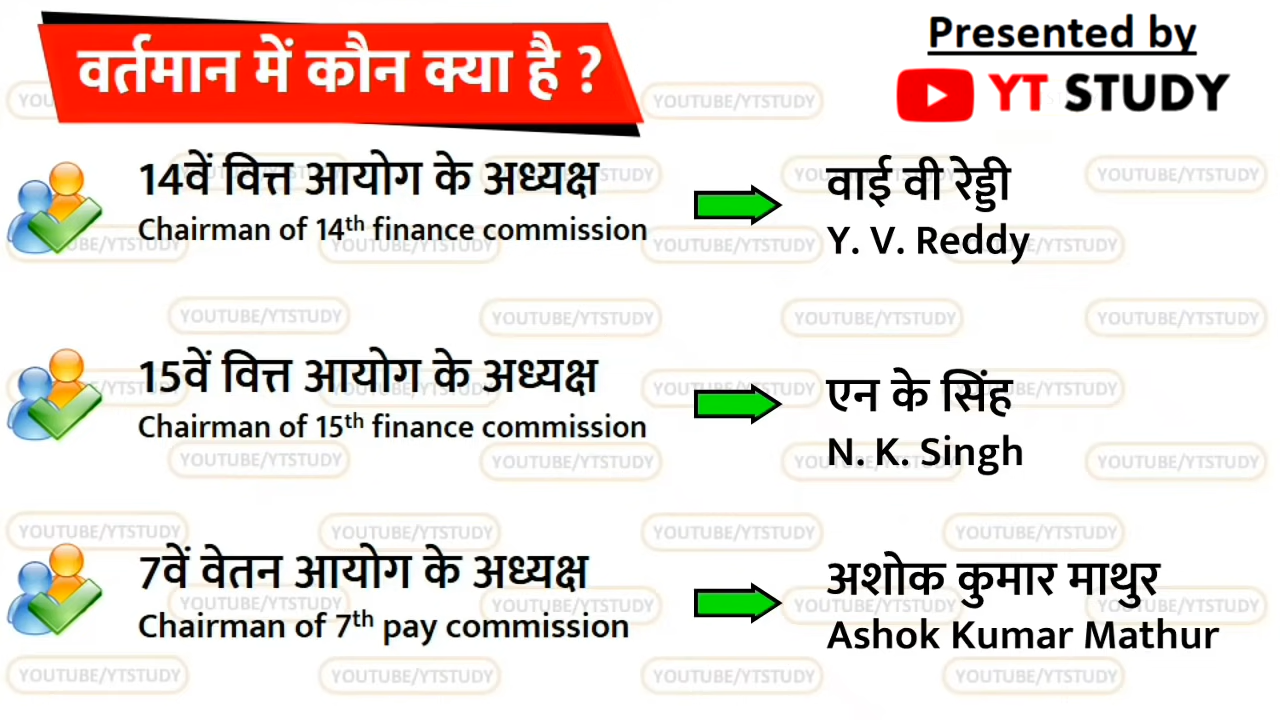 वर्तमान में कौन क्या है ?
Presented by
YT STUDY
14वें वित्त आयोग के अध्यक्ष
Chairman of 14th finance commission
वाई वी रेड्डी
Y. V. Reddy
15वें वित्त आयोग के अध्यक्ष
Chairman of 15th finance commission
एन के सिंह
N. K. Singh
7वें वेतन आयोग के अध्यक्ष
Chairman of 7th pay commission
अशोक कुमार माथुर
Ashok Kumar Mathur
YOUTUBE/YTSTUDY